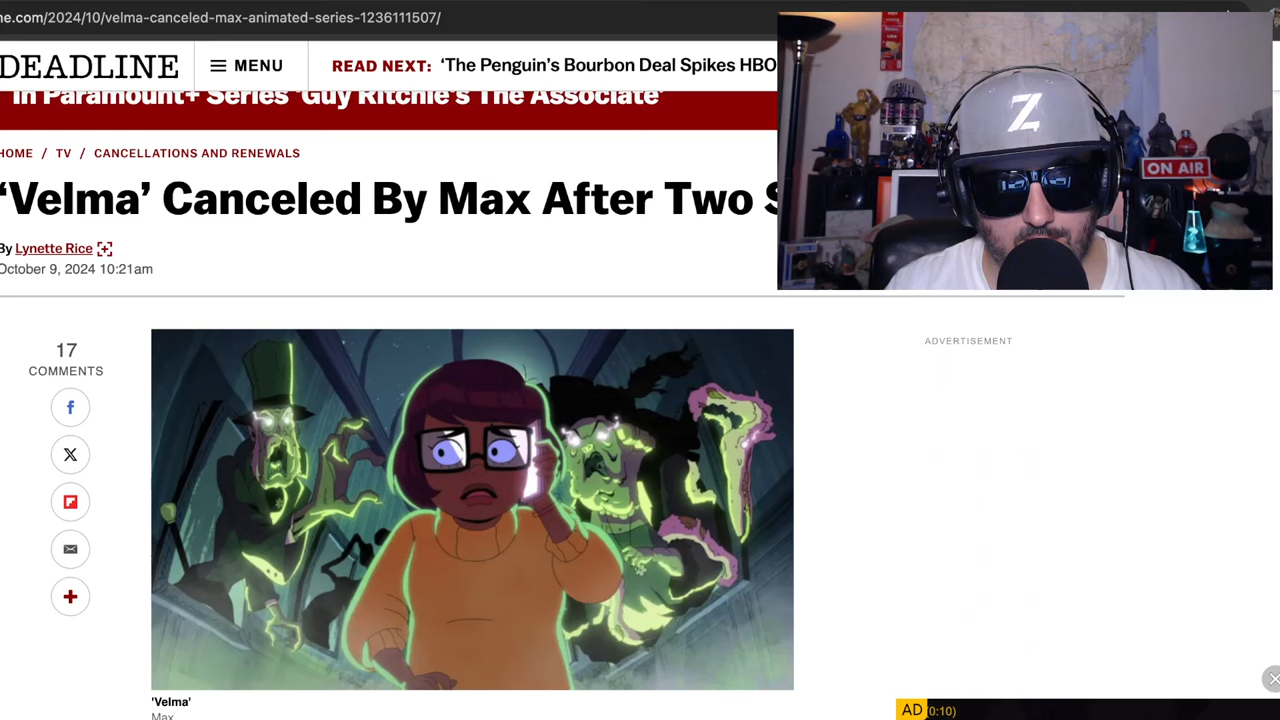 ne.com/2024/10/velma-canceled-max-animated-series-1236111507/
DEADLINE
MENU
READ NEXT: ‘The Penguin’s Bourbon Deal Spikes HBO
In Paramount+ Series ‘Guy Ritchie’s The Associate’
HOME / TV / CANCELLATIONS AND RENEWALS
‘Velma’ Canceled By Max After Two S
By Lynette Rice [+]
October 9, 2024 10:21am
Z
ON AIR
17
COMMENTS
ADVERTISEMENT
'Velma'
Max
AD (0:10)